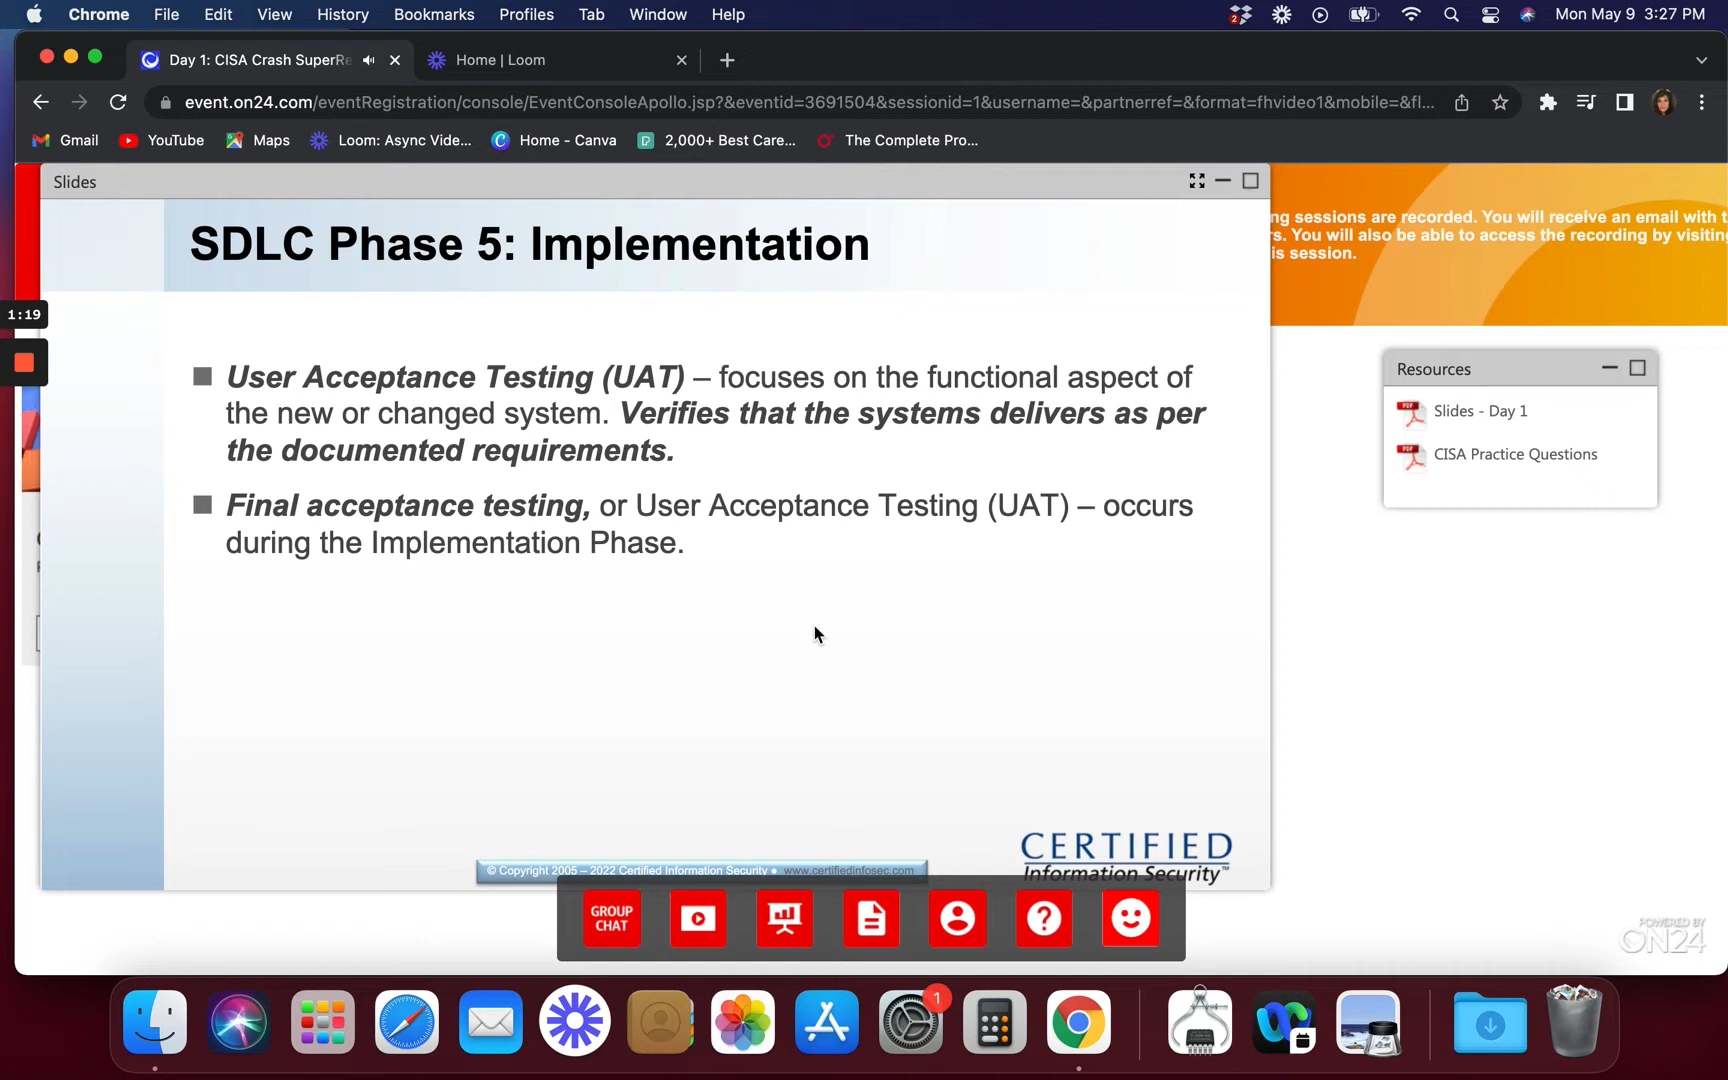 Chrome File Edit View History Bookmarks Profiles Tab Window Help
2
Mon May 9 3:27 PM
Day 1: CISA Crash SuperRe
Home | Loom
event.on24.com/eventRegistration/console/EventConsoleApollo.jsp?&eventid=3691504&sessionid=1&username=&partnerref=&format=fhvideo1&mobile=&fl...
Gmail YouTube Maps Loom: Async Vide... Home - Canva 2,000+ Best Care... The Complete Pro...
Slides
ng sessions are recorded. You will receive an email with t
rs. You will also be able to access the recording by visiting
is session.
SDLC Phase 5: Implementation
1:19
■ User Acceptance Testing (UAT) – focuses on the functional aspect of
the new or changed system. Verifies that the systems delivers as per
the documented requirements.
■ Final acceptance testing, or User Acceptance Testing (UAT) – occurs
during the Implementation Phase.
Resources
PDF Slides - Day 1
PDF CISA Practice Questions
© Copyright 2005 – 2022 Certified Information Security ● www.certifiedinfosec.com
CERTIFIED
Information Security™
GROUP
CHAT
POWERED BY
ON24
1